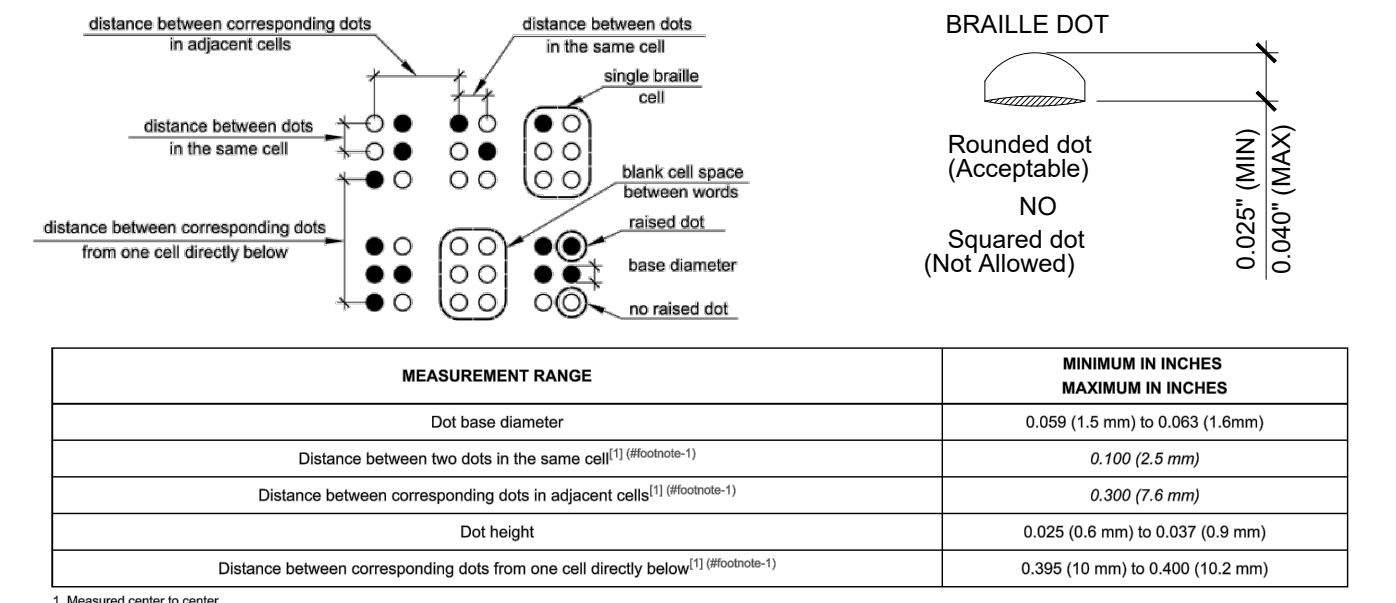 distance between corresponding dots
in adjacent cells
distance between dots
in the same cell
single braille
cell
distance between dots
in the same cell
blank cell space
between words
raised dot
distance between corresponding dots
from one cell directly below
base diameter
no raised dot
BRAILLE DOT
Rounded dot
(Acceptable)
NO
Squared dot
(Not Allowed)
0.025" (MIN)
0.040" (MAX)
MEASUREMENT RANGE
MINIMUM IN INCHES
MAXIMUM IN INCHES
Dot base diameter
0.059 (1.5 mm) to 0.063 (1.6mm)
Distance between two dots in the same cell[1] (#footnote-1)
0.100 (2.5 mm)
Distance between corresponding dots in adjacent cells[1] (#footnote-1)
0.300 (7.6 mm)
Dot height
0.025 (0.6 mm) to 0.037 (0.9 mm)
Distance between corresponding dots from one cell directly below[1] (#footnote-1)
0.395 (10 mm) to 0.400 (10.2 mm)
1. Measured center to center